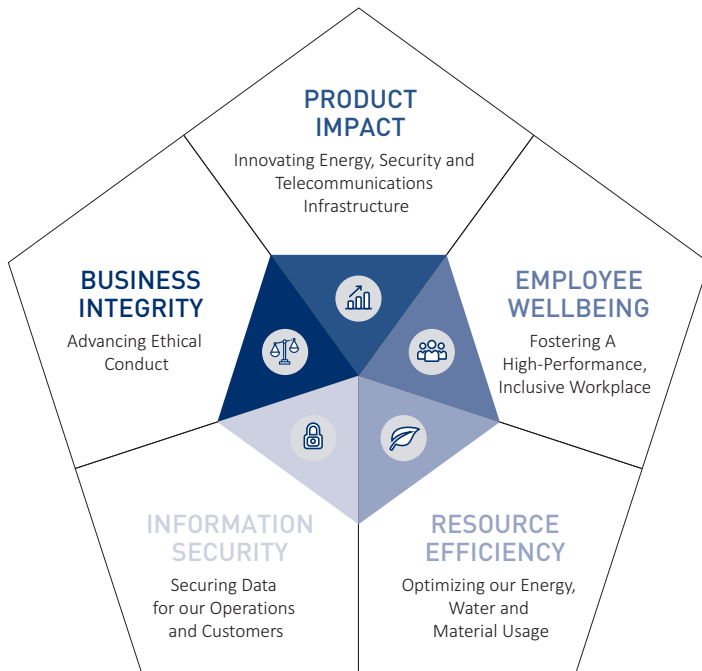 PRODUCT
IMPACT
Innovating Energy, Security and
Telecommunications
Infrastructure
BUSINESS
INTEGRITY
Advancing Ethical
Conduct
EMPLOYEE
WELLBEING
Fostering A
High-Performance,
Inclusive Workplace
INFORMATION
SECURITY
Securing Data
for our Operations
and Customers
RESOURCE
EFFICIENCY
Optimizing our Energy,
Water and
Material Usage